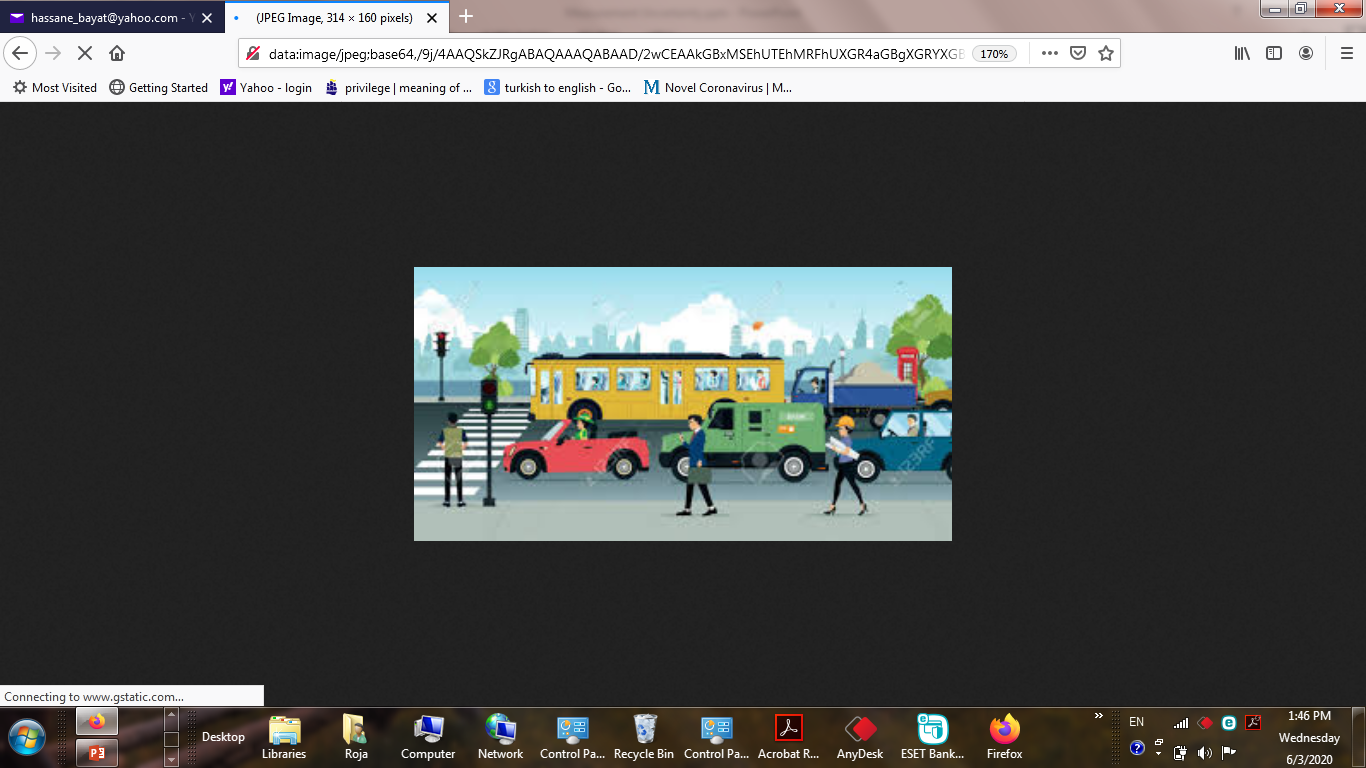 hassane_bayat@yahoo.com - Y
(JPEG Image, 314 × 160 pixels)
data:image/jpeg;base64,/9j/4AAQSkZJRgABAQAAAQABAAD/2wCEAAkGBxMSEhUTEhMRFhUXGR4aGBgXGRYXGB
170%
Most Visited
Getting Started
Yahoo - login
privilege | meaning of ...
turkish to english - Go...
Novel Coronavirus | M...
123RF
123RF
Connecting to www.gstatic.com...
Desktop
Libraries
Roja
Computer
Network
Control Pa...
Recycle Bin
Control Pa...
Acrobat R...
AnyDesk
ESET Bank...
Firefox
EN
1:46 PM
Wednesday
6/3/2020